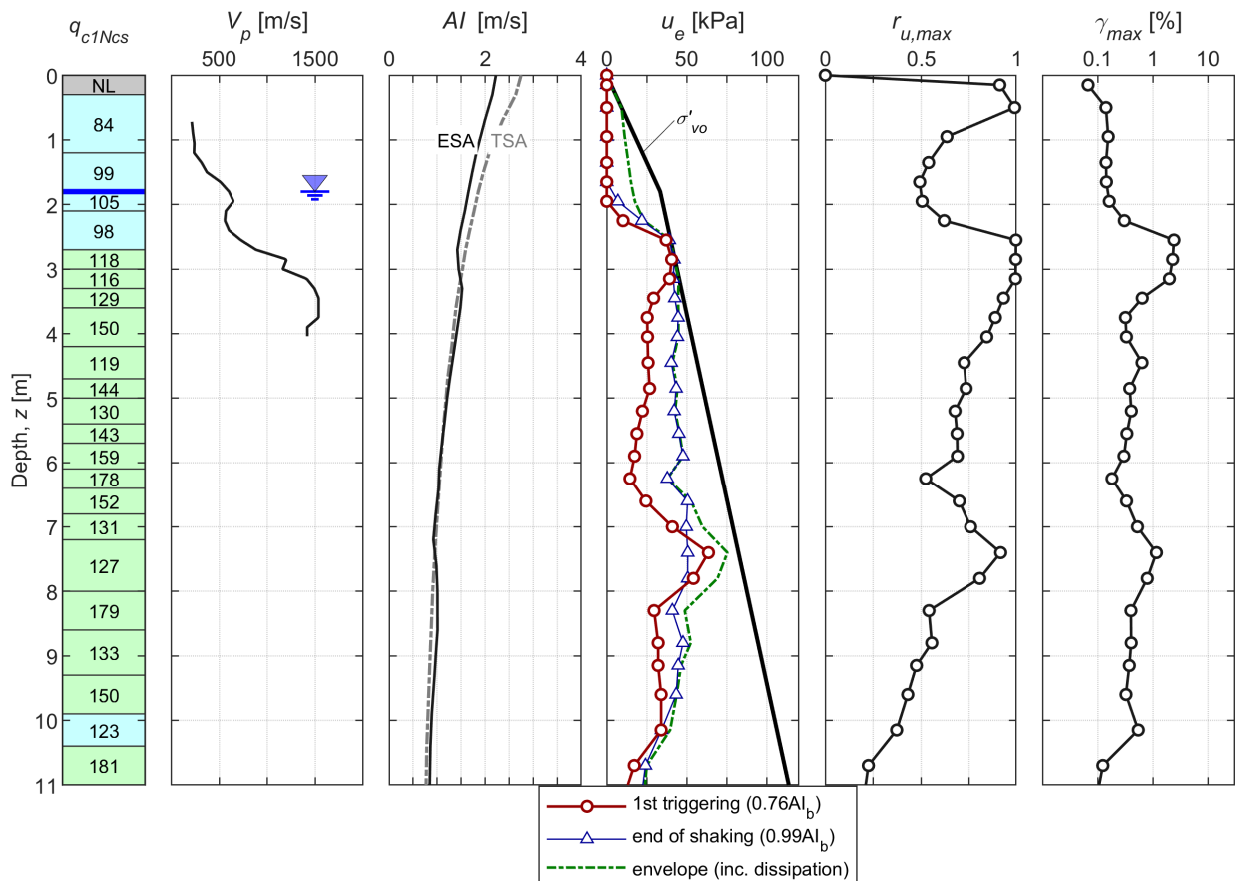 q_c1Ncs
V_p [m/s]
AI [m/s]
u_e [kPa]
r_u,max
γ_max [%]
500 1500
0 2 4
0 50 100
0 0.5 1
0.1 1 10
Depth, z [m]
0
1
2
3
4
5
6
7
8
9
10
11
NL
84
99
105
98
118
116
129
150
119
144
130
143
159
178
152
131
127
179
133
150
123
181
ESA TSA
σ'_vo
1st triggering (0.76AI_b)
end of shaking (0.99AI_b)
envelope (inc. dissipation)